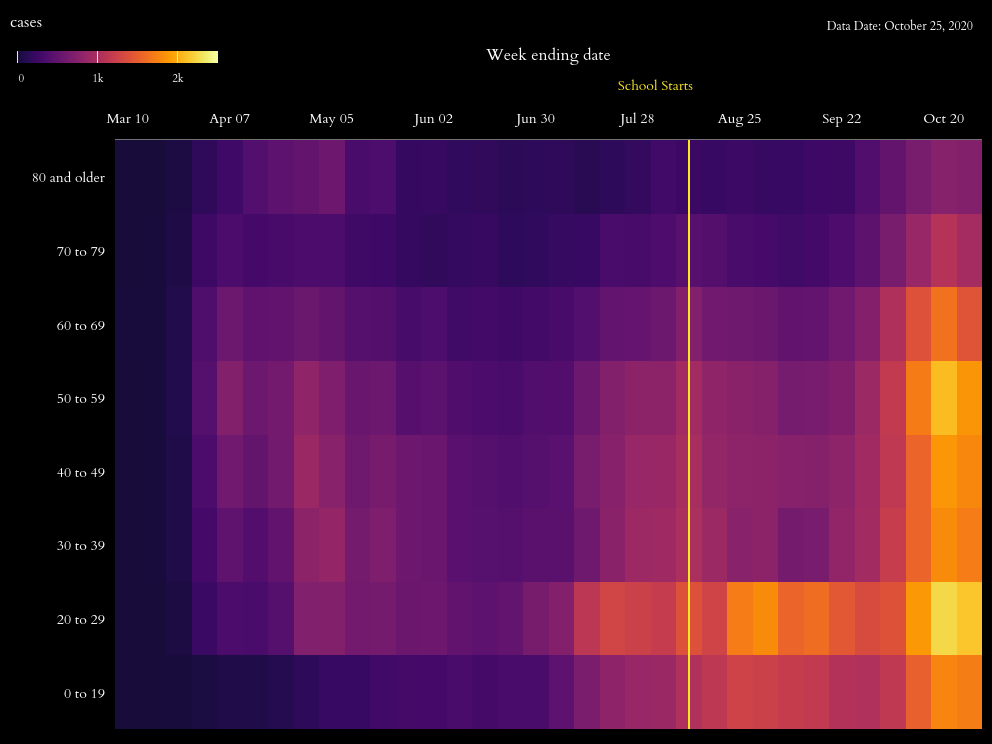 cases
Data Date: October 25, 2020
0 1k 2k
Week ending date
School Starts
Mar 10 Apr 07 May 05 Jun 02 Jun 30 Jul 28 Aug 25 Sep 22 Oct 20
80 and older
70 to 79
60 to 69
50 to 59
40 to 49
30 to 39
20 to 29
0 to 19